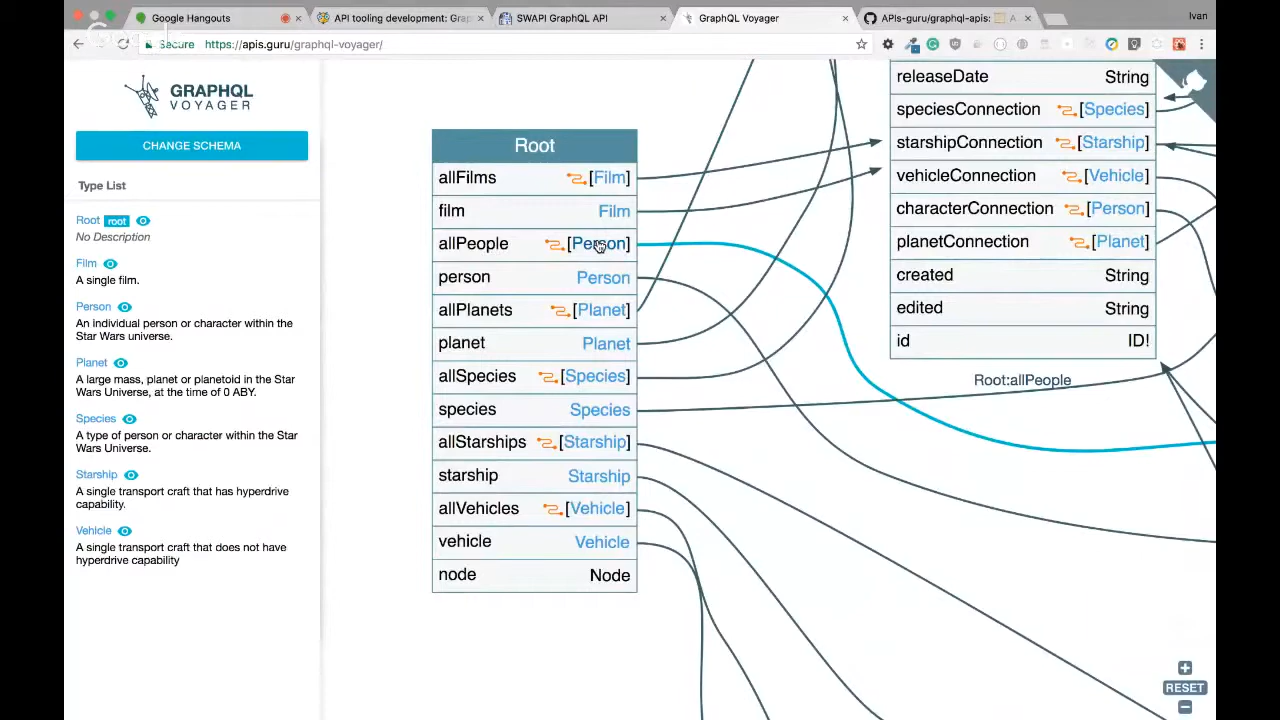 Google Hangouts
API tooling development: Grap
SWAPI GraphQL API
GraphQL Voyager
APIs-guru/graphql-apis:
Ivan
Secure
https://apis.guru/graphql-voyager/
GRAPHQL
VOYAGER
CHANGE SCHEMA
Type List
Root root
No Description
Film
A single film.
Person
An individual person or character within the
Star Wars universe.
Planet
A large mass, planet or planetoid in the Star
Wars Universe, at the time of 0 ABY.
Species
A type of person or character within the Star
Wars Universe.
Starship
A single transport craft that has hyperdrive
capability.
Vehicle
A single transport craft that does not have
hyperdrive capability
Root
allFilms [Film]
film Film
allPeople [Person]
person Person
allPlanets [Planet]
planet Planet
allSpecies [Species]
species Species
allStarships [Starship]
starship Starship
allVehicles [Vehicle]
vehicle Vehicle
node Node
releaseDate String
speciesConnection [Species]
starshipConnection [Starship]
vehicleConnection [Vehicle]
characterConnection [Person]
planetConnection [Planet]
created String
edited String
id ID!
Root:allPeople
RESET